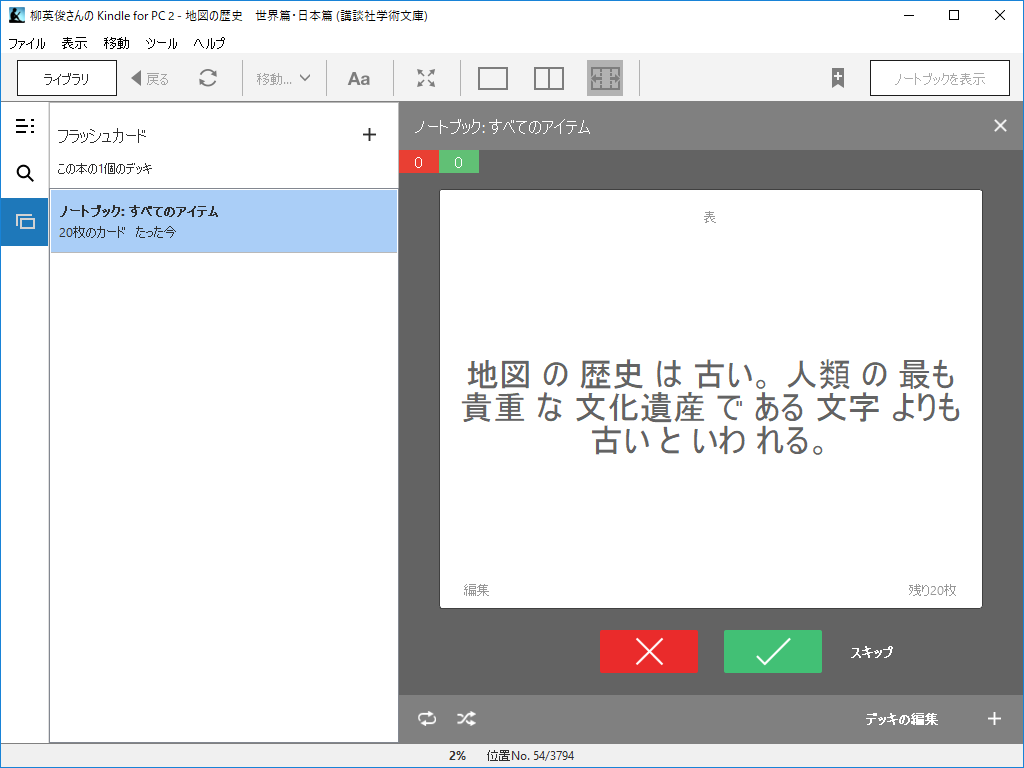 柳英俊さんの Kindle for PC 2 - 地図の歴史　世界篇・日本篇 (講談社学術文庫)
ファイル 表示 移動 ツール ヘルプ
ライブラリ 戻る 移動... Aa ノートブックを表示
フラッシュカード
この本の1個のデッキ
ノートブック: すべてのアイテム
20枚のカード たった今
ノートブック: すべてのアイテム
0 0
表
地図 の 歴史 は 古い。 人類 の 最も
貴重 な 文化遺産 で ある 文字 よりも
古い と いわ れる。
編集 残り20枚
スキップ
デッキの編集
2% 位置No. 54/3794